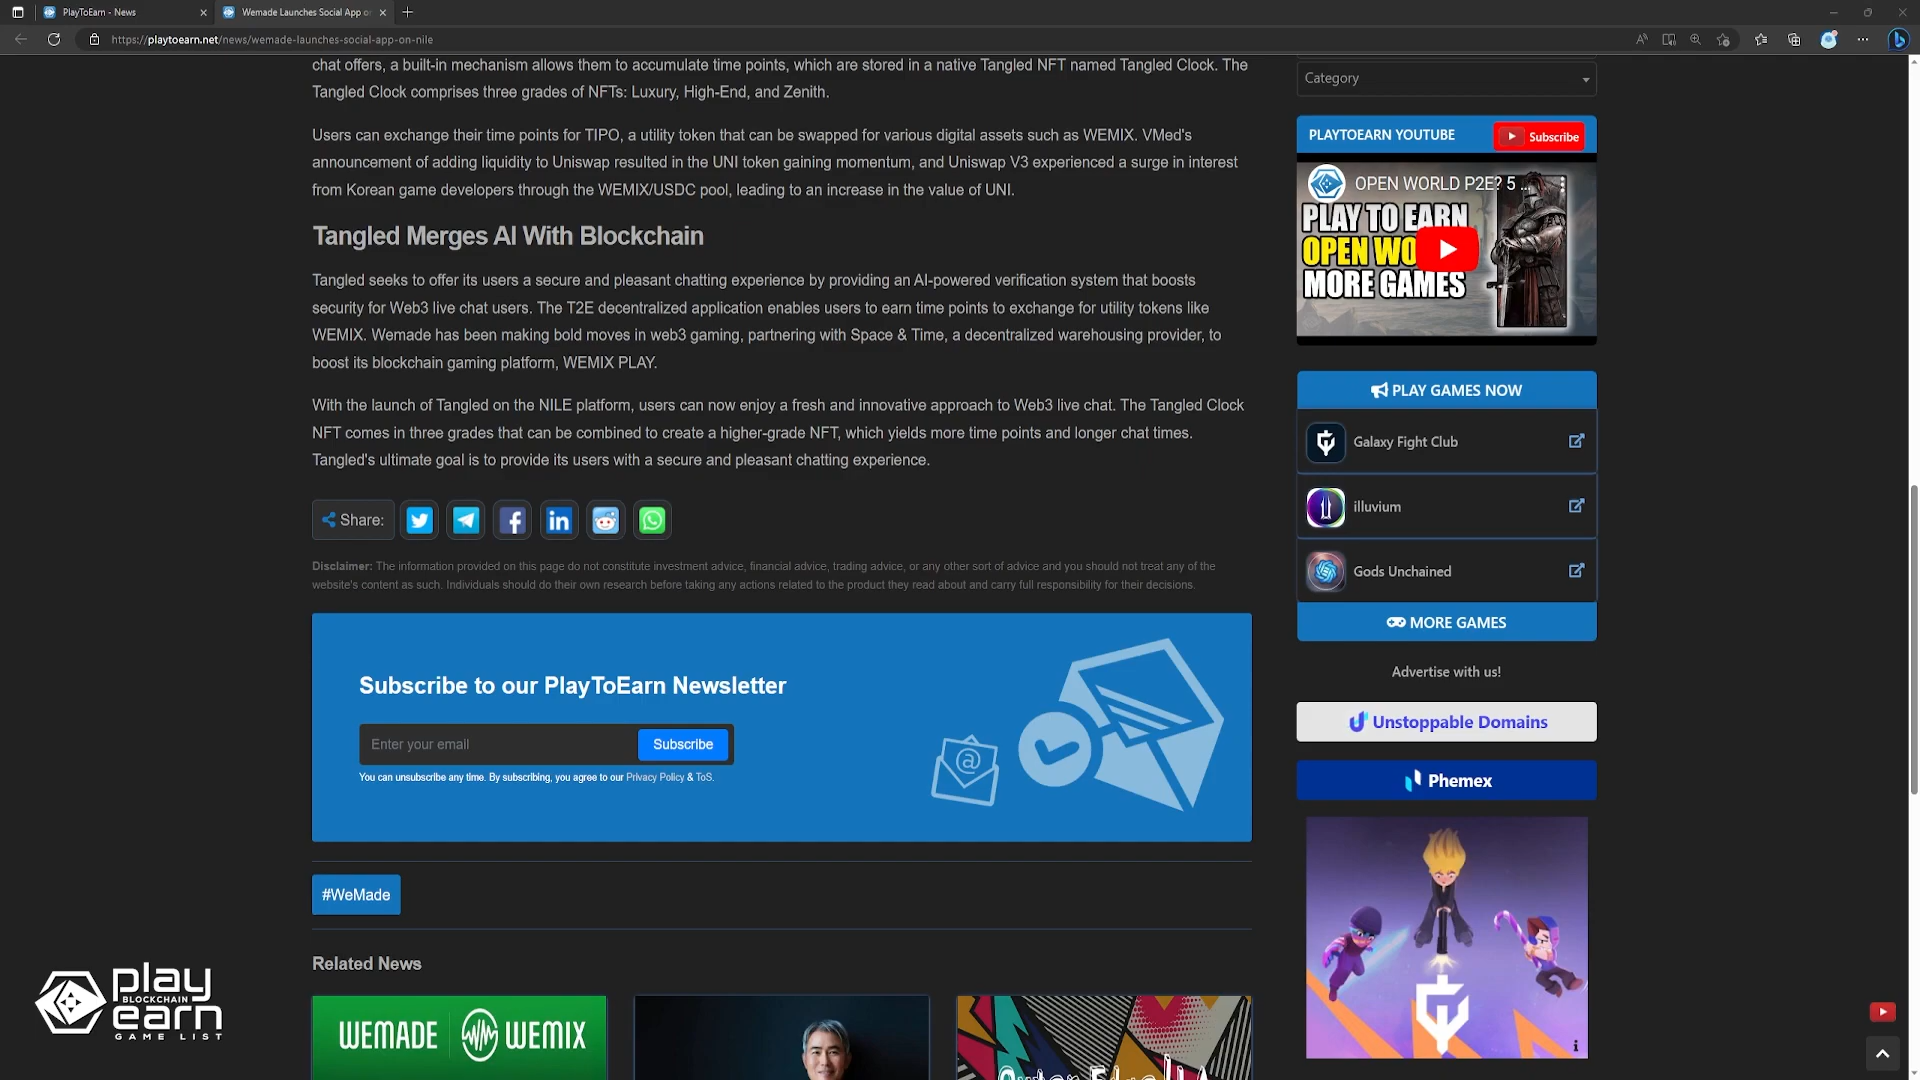 PlayToEarn - News
Wemade Launches Social App o
https://playtoearn.net/news/wemade-launches-social-app-on-nile
chat offers, a built-in mechanism allows them to accumulate time points, which are stored in a native Tangled NFT named Tangled Clock. The
Tangled Clock comprises three grades of NFTs: Luxury, High-End, and Zenith.
Users can exchange their time points for TIPO, a utility token that can be swapped for various digital assets such as WEMIX. VMed's
announcement of adding liquidity to Uniswap resulted in the UNI token gaining momentum, and Uniswap V3 experienced a surge in interest
from Korean game developers through the WEMIX/USDC pool, leading to an increase in the value of UNI.
Tangled Merges AI With Blockchain
Tangled seeks to offer its users a secure and pleasant chatting experience by providing an AI-powered verification system that boosts
security for Web3 live chat users. The T2E decentralized application enables users to earn time points to exchange for utility tokens like
WEMIX. Wemade has been making bold moves in web3 gaming, partnering with Space & Time, a decentralized warehousing provider, to
boost its blockchain gaming platform, WEMIX PLAY.
With the launch of Tangled on the NILE platform, users can now enjoy a fresh and innovative approach to Web3 live chat. The Tangled Clock
NFT comes in three grades that can be combined to create a higher-grade NFT, which yields more time points and longer chat times.
Tangled's ultimate goal is to provide its users with a secure and pleasant chatting experience.
Share:
Disclaimer: The information provided on this page do not constitute investment advice, financial advice, trading advice, or any other sort of advice and you should not treat any of the
website's content as such. Individuals should do their own research before taking any actions related to the product they read about and carry full responsibility for their decisions.
Subscribe to our PlayToEarn Newsletter
Enter your email
Subscribe
You can unsubscribe any time. By subscribing, you agree to our Privacy Policy & ToS.
#WeMade
Related News
WEMADE WEMIX
Category
PLAYTOEARN YOUTUBE
Subscribe
OPEN WORLD P2E? 5 ...
PLAY TO EARN
OPEN WO
MORE GAMES
PLAY GAMES NOW
Galaxy Fight Club
illuvium
Gods Unchained
MORE GAMES
Advertise with us!
Unstoppable Domains
Phemex
play
BLOCKCHAIN
earn
GAME LIST